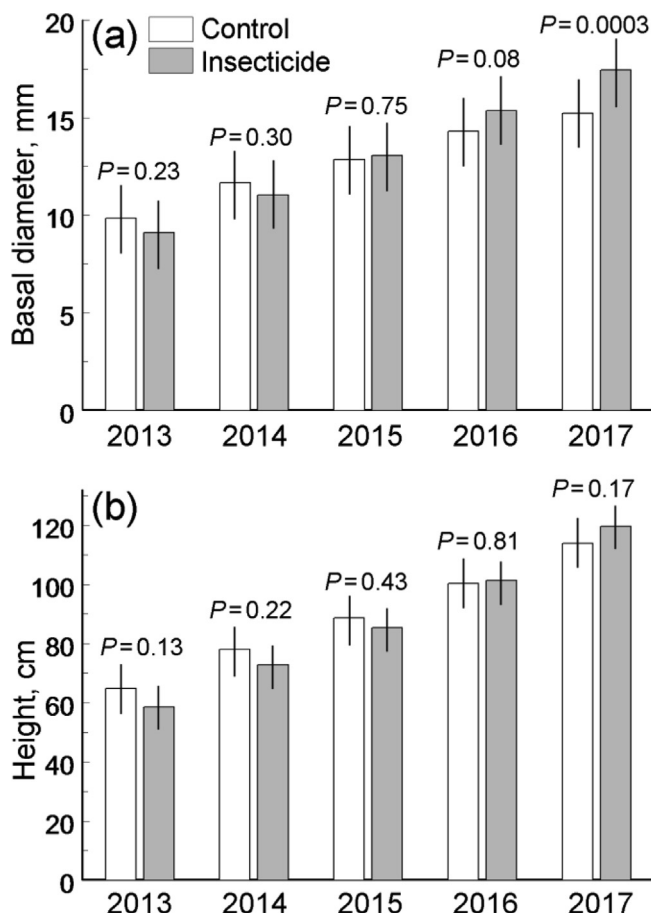 (a)
Control
Insecticide
Basal diameter, mm
20
15
10
5
0
P=0.23
P=0.30
P=0.75
P=0.08
P=0.0003
2013 2014 2015 2016 2017
(b)
Height, cm
120
100
80
60
40
20
0
P=0.13
P=0.22
P=0.43
P=0.81
P=0.17
2013 2014 2015 2016 2017